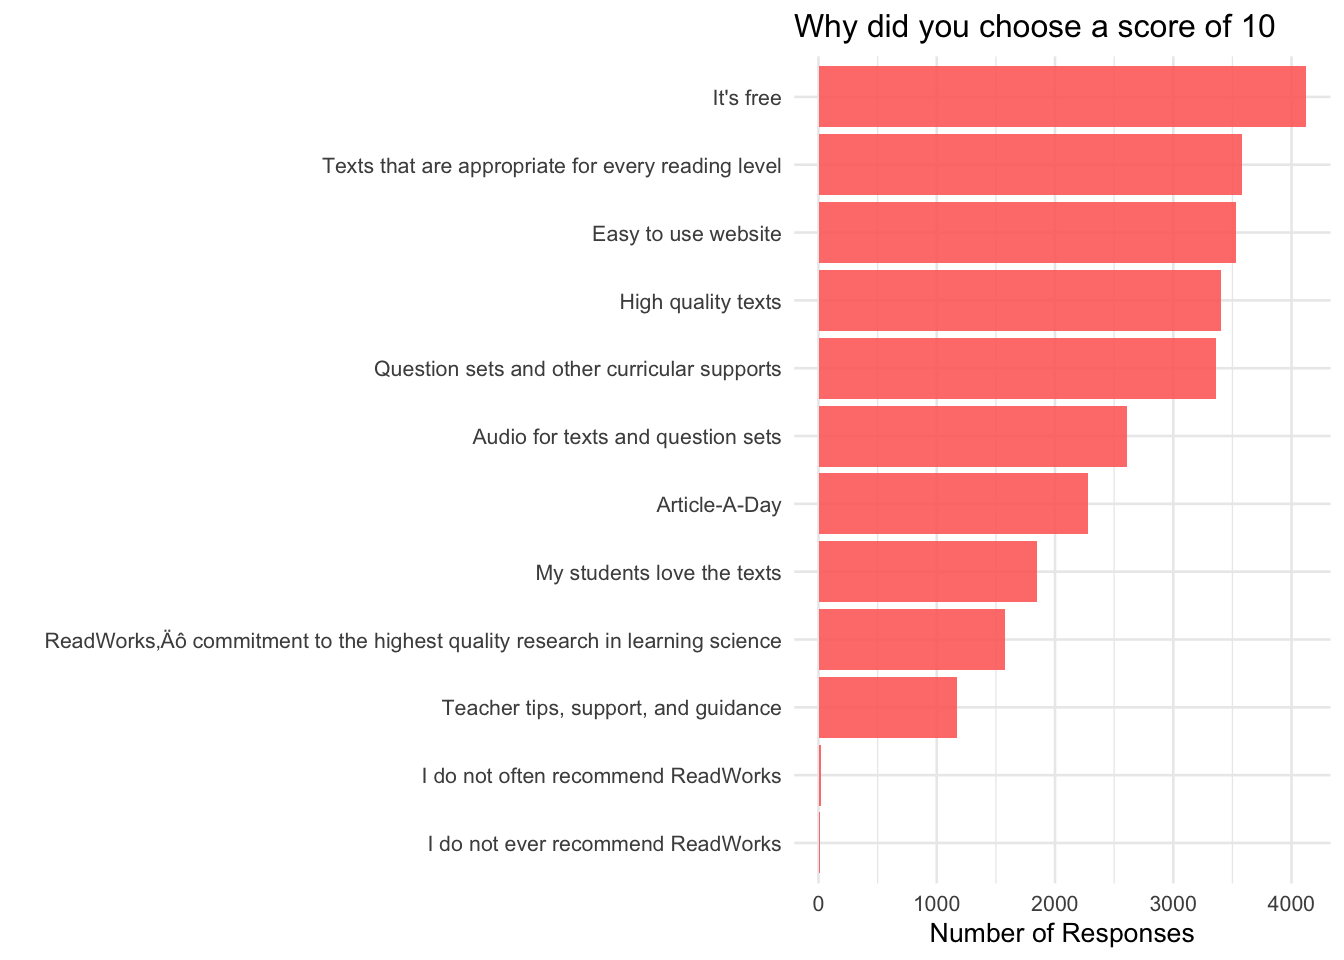 Why did you choose a score of 10
It's free
Texts that are appropriate for every reading level
Easy to use website
High quality texts
Question sets and other curricular supports
Audio for texts and question sets
Article-A-Day
My students love the texts
ReadWorks‚Äô commitment to the highest quality research in learning science
Teacher tips, support, and guidance
I do not often recommend ReadWorks
I do not ever recommend ReadWorks
0 1000 2000 3000 4000
Number of Responses